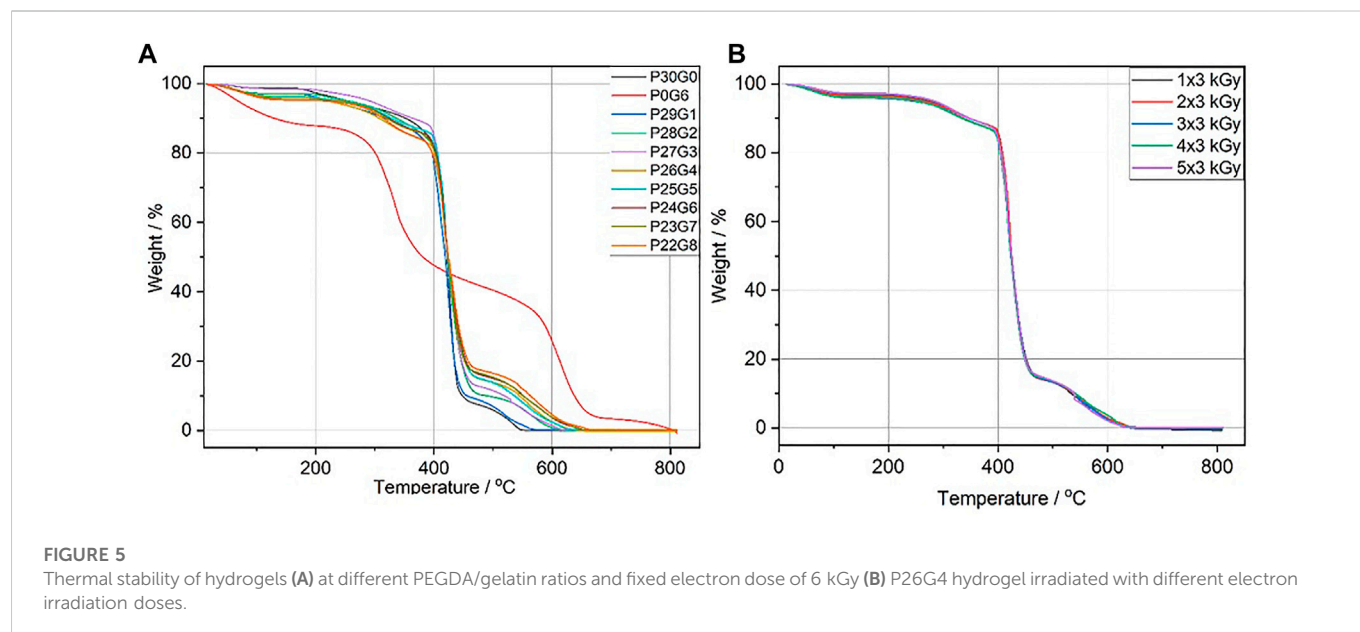 A
B
100
80
60
40
20
0
Weight / %
200
400
600
800
Temperature / °C
P30G0
P0G6
P29G1
P28G2
P27G3
P26G4
P25G5
P24G6
P23G7
P22G8
100
80
60
40
20
0
Weight / %
0
200
400
600
800
Temperature / °C
1x3 kGy
2x3 kGy
3x3 kGy
4x3 kGy
5x3 kGy
FIGURE 5
Thermal stability of hydrogels (A) at different PEGDA/gelatin ratios and fixed electron dose of 6 kGy (B) P26G4 hydrogel irradiated with different electron
irradiation doses.